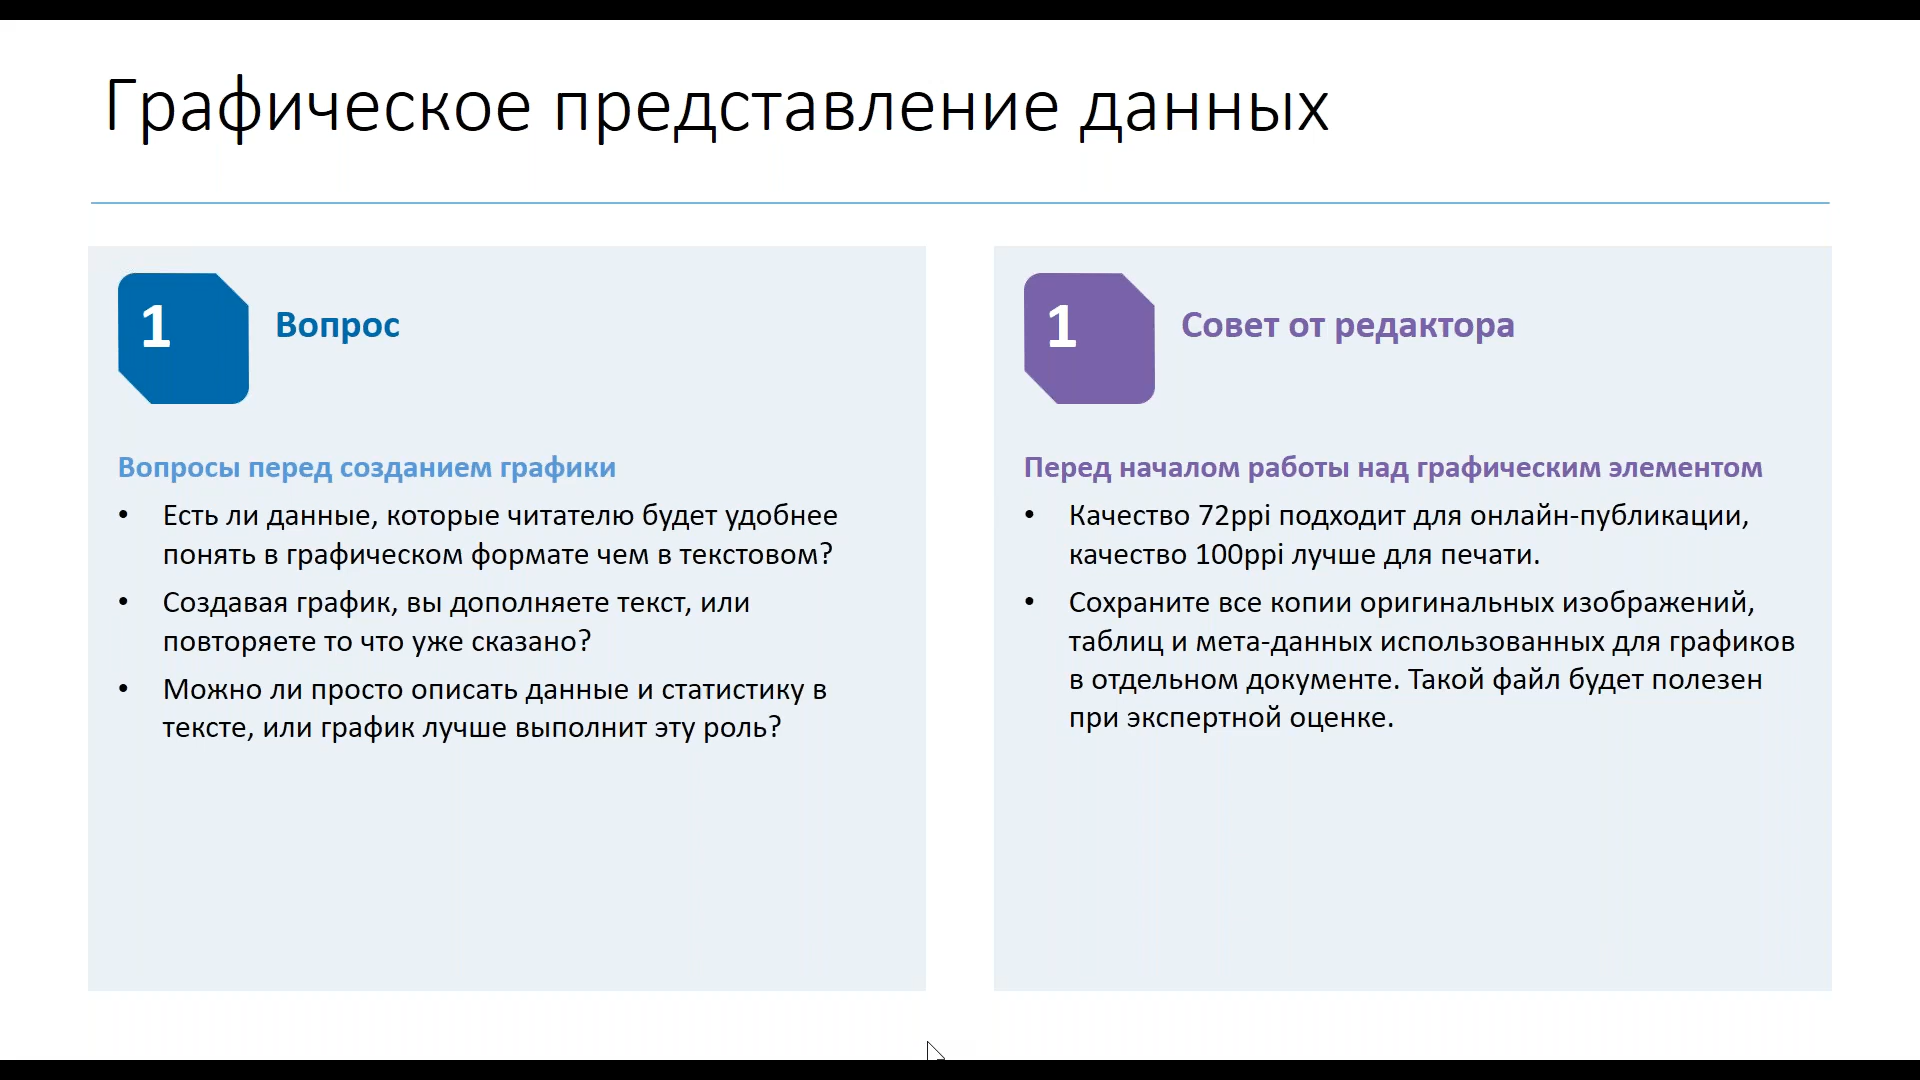 Графическое представление данных
1
Вопрос
Вопросы перед созданием графики
• Есть ли данные, которые читателю будет удобнее
понять в графическом формате чем в текстовом?
• Создавая график, вы дополняете текст, или
повторяете то что уже сказано?
• Можно ли просто описать данные и статистику в
тексте, или график лучше выполнит эту роль?
1
Совет от редактора
Перед началом работы над графическим элементом
• Качество 72ppi подходит для онлайн-публикации,
качество 100ppi лучше для печати.
• Сохраните все копии оригинальных изображений,
таблиц и мета-данных использованных для графиков
в отдельном документе. Такой файл будет полезен
при экспертной оценке.